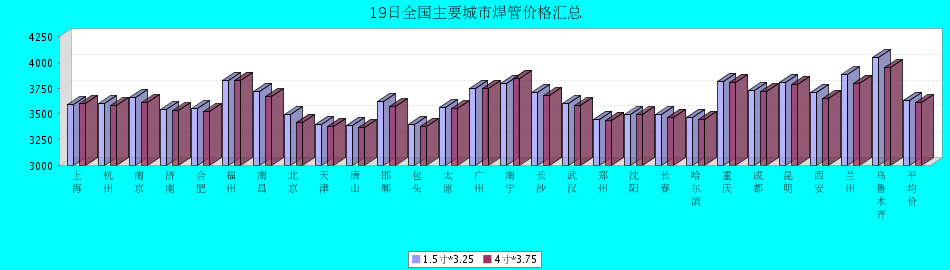 19日全国主要城市焊管价格汇总
4250
4000
3750
3500
3250
3000
上海 杭州 南京 济南 合肥 福州 南昌 北京 天津 唐山 邯郸 包头 太原 广州 南宁 长沙 武汉 郑州 沈阳 长春 哈尔滨 重庆 成都 昆明 西安 兰州 乌鲁木齐 平均价
1.5寸*3.25 4寸*3.75